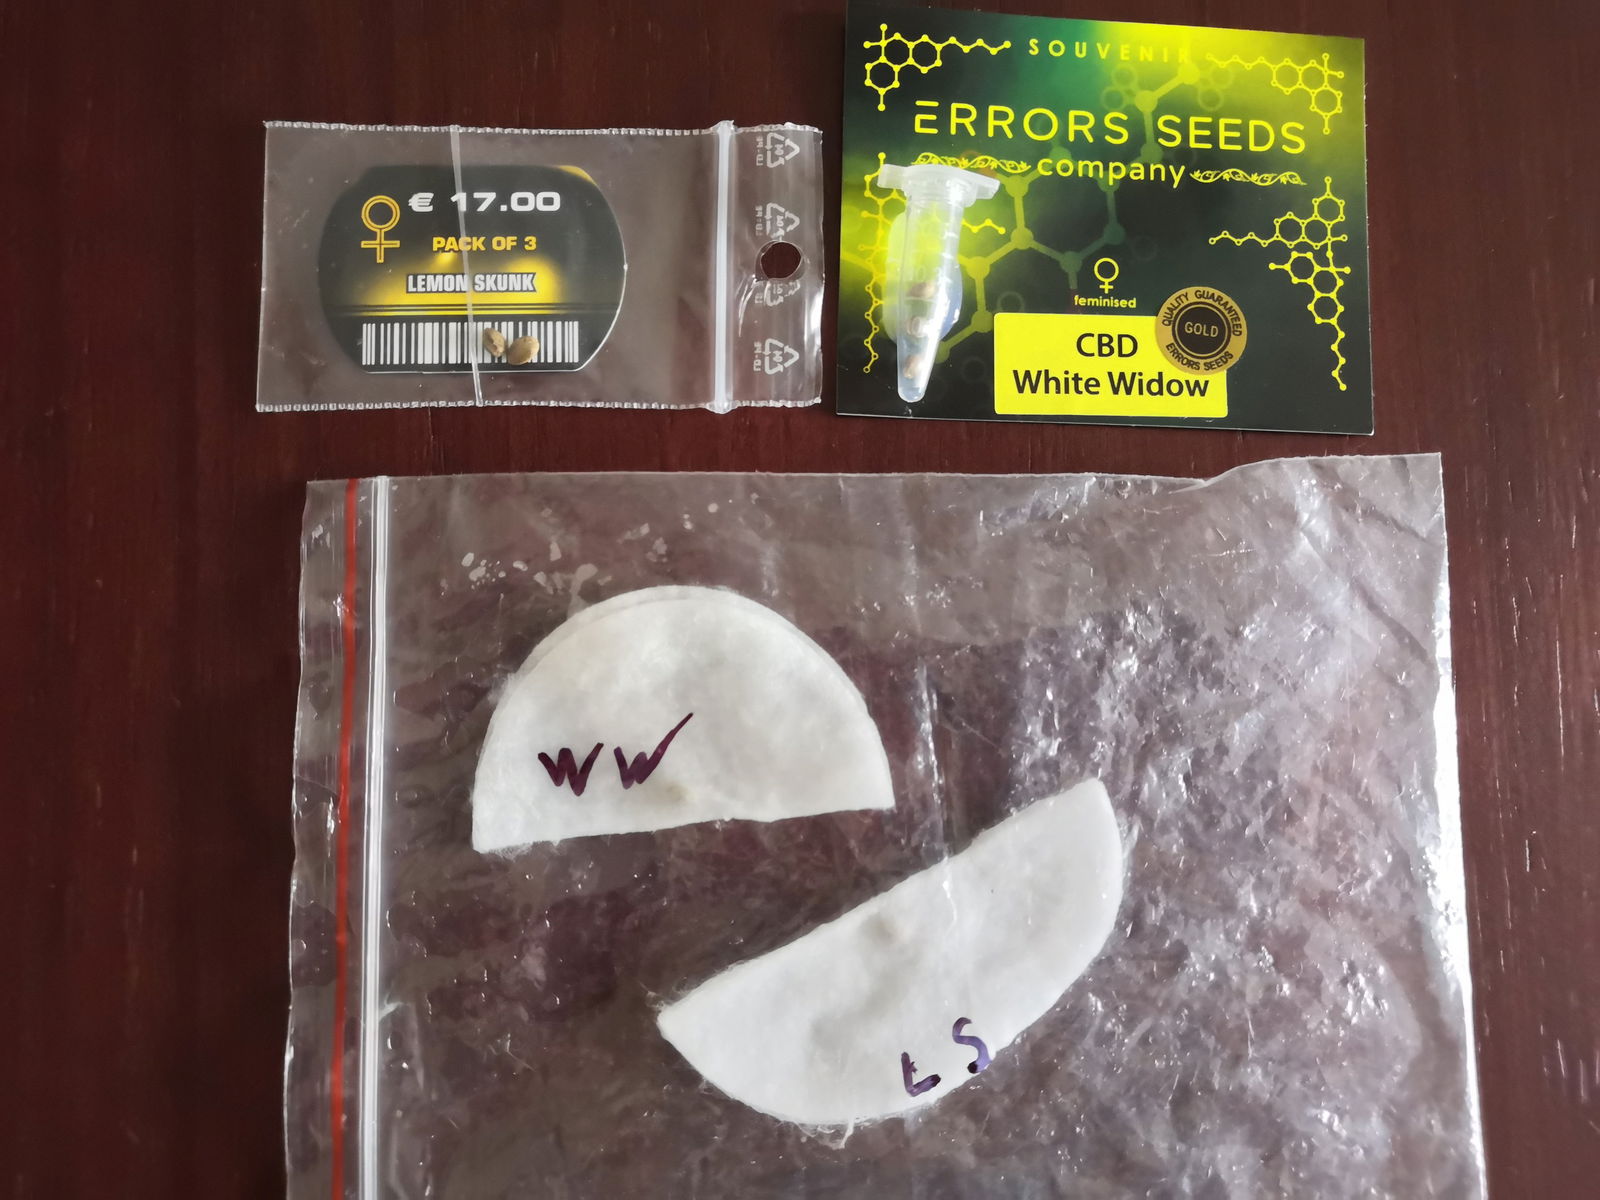 € 17.00
PACK OF 3
LEMON SKUNK
SOUVENIR
ERRORS SEEDS
company
feminised
QUALITY GUARANTEED
GOLD
ERRORS SEEDS
CBD
White Widow
WW
LS